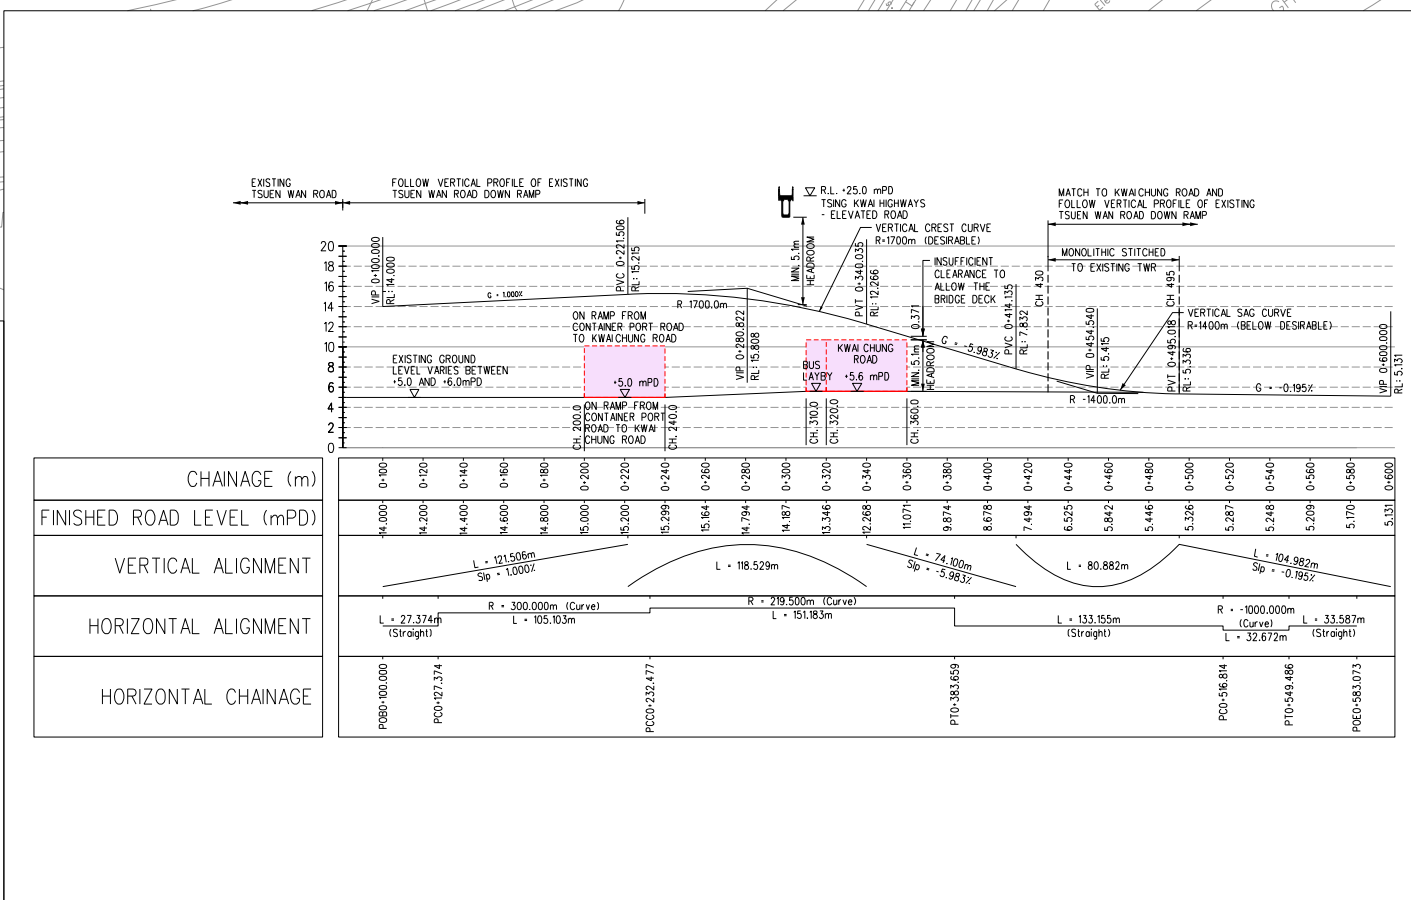 EXISTING
TSUEN WAN ROAD
FOLLOW VERTICAL PROFILE OF EXISTING
TSUEN WAN ROAD DOWN RAMP
R.L. +25.0 mPD
TSING KWAI HIGHWAYS
- ELEVATED ROAD
MATCH TO KWAICHUNG ROAD AND
FOLLOW VERTICAL PROFILE OF EXISTING
TSUEN WAN ROAD DOWN RAMP
VERTICAL CREST CURVE
R=1700m (DESIRABLE)
MONOLITHIC STITCHED
TO EXISTING TWR
INSUFFICIENT
CLEARANCE TO
ALLOW THE
BRIDGE DECK
MIN. 5.1m
HEADROOM
VERTICAL SAG CURVE
R=1400m (BELOW DESIRABLE)
20
18
16
14
12
10
8
6
4
2
0
VIP 0+100.000
RL: 14.000
G = 1.000%
PVC 0+221.506
RL: 15.215
R 1700.0m
VIP 0+280.822
RL: 15.808
PVT 0+340.035
RL: 12.266
0.371
MIN. 5.1m
HEADROOM
G = -5.983%
PVC 0+414.135
RL: 7.832
CH 430
VIP 0+454.540
RL: 5.415
R -1400.0m
CH 495
PVT 0+495.018
RL: 5.336
G = -0.195%
VIP 0+600.000
RL: 5.131
ON RAMP FROM
CONTAINER PORT ROAD
TO KWAICHUNG ROAD
EXISTING GROUND
LEVEL VARIES BETWEEN
+5.0 AND +6.0mPD
+5.0 mPD
ON RAMP FROM
CONTAINER PORT
ROAD TO KWAI
CHUNG ROAD
CH. 200.0
CH. 240.0
KWAI CHUNG
ROAD
BUS
LAYBY
+5.6 mPD
CH. 310.0
CH. 320.0
CH. 360.0
CHAINAGE (m)
0+100 0+120 0+140 0+160 0+180 0+200 0+220 0+240 0+260 0+280 0+300 0+320 0+340 0+360 0+380 0+400 0+420 0+440 0+460 0+480 0+500 0+520 0+540 0+560 0+580 0+600
FINISHED ROAD LEVEL (mPD)
14.000 14.200 14.400 14.600 14.800 15.000 15.200 15.299 15.164 14.794 14.187 13.346 12.268 11.071 9.874 8.678 7.494 6.525 5.842 5.446 5.326 5.287 5.248 5.209 5.170 5.131
VERTICAL ALIGNMENT
L = 121.506m
Slp = 1.000%
L = 118.529m
L = 74.100m
Slp = -5.983%
L = 80.882m
L = 104.982m
Slp = -0.195%
HORIZONTAL ALIGNMENT
L = 27.374m
(Straight)
R = 300.000m (Curve)
L = 105.103m
R = 219.500m (Curve)
L = 151.183m
L = 133.155m
(Straight)
R = -1000.000m
(Curve)
L = 32.672m
L = 33.587m
(Straight)
HORIZONTAL CHAINAGE
POB0+100.000
PC0+127.374
PCC0+232.477
PT0+383.659
PC0+516.814
PT0+549.486
POE0+583.073